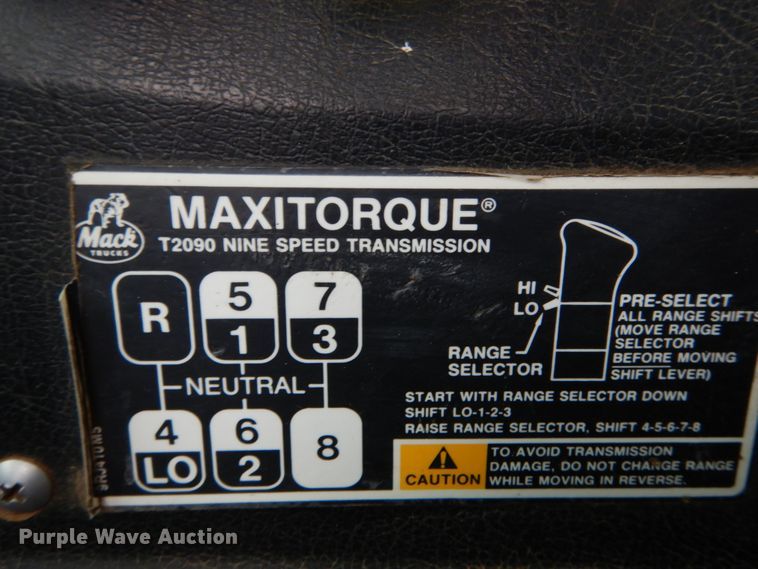 MAXITORQUE®
Mack
TRUCKS
T2090 NINE SPEED TRANSMISSION
R
5
1
7
3
NEUTRAL
4
LO
6
2
8
HI
LO
RANGE
SELECTOR
PRE-SELECT
ALL RANGE SHIFTS
(MOVE RANGE
SELECTOR
BEFORE MOVING
SHIFT LEVER)
START WITH RANGE SELECTOR DOWN
SHIFT LO-1-2-3
RAISE RANGE SELECTOR, SHIFT 4-5-6-7-8
CAUTION
TO AVOID TRANSMISSION
DAMAGE, DO NOT CHANGE RANGE
WHILE MOVING IN REVERSE.
Purple Wave Auction